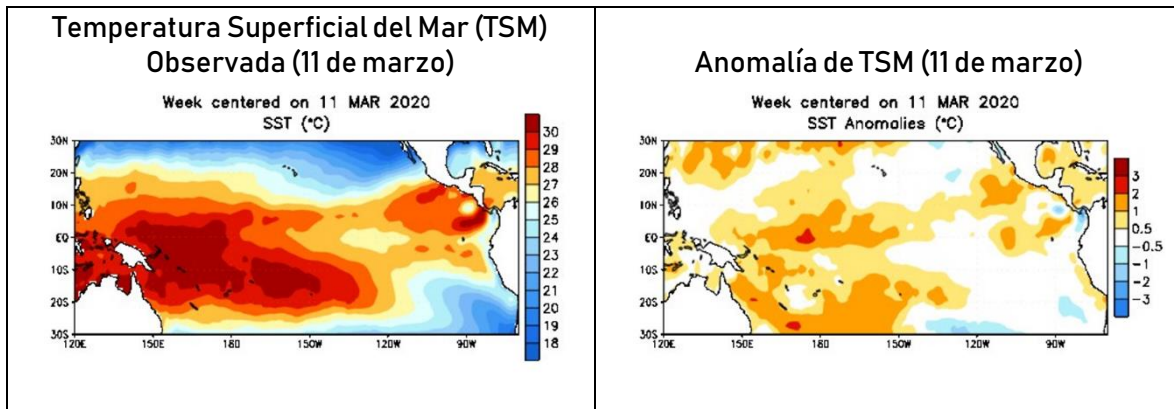 Temperatura Superficial del Mar (TSM)
Observada (11 de marzo)
Week centered on 11 MAR 2020
SST (°C)
30N
20N
10N
EQ
10S
20S
30S
120E
150E
180
150W
120W
90W
30
29
28
27
26
25
24
23
22
21
20
19
18
Anomalía de TSM (11 de marzo)
Week centered on 11 MAR 2020
SST Anomalies (°C)
30N
20N
10N
EQ
10S
20S
30S
120E
150E
180
150W
120W
90W
3
2
1
0.5
-0.5
-1
-2
-3